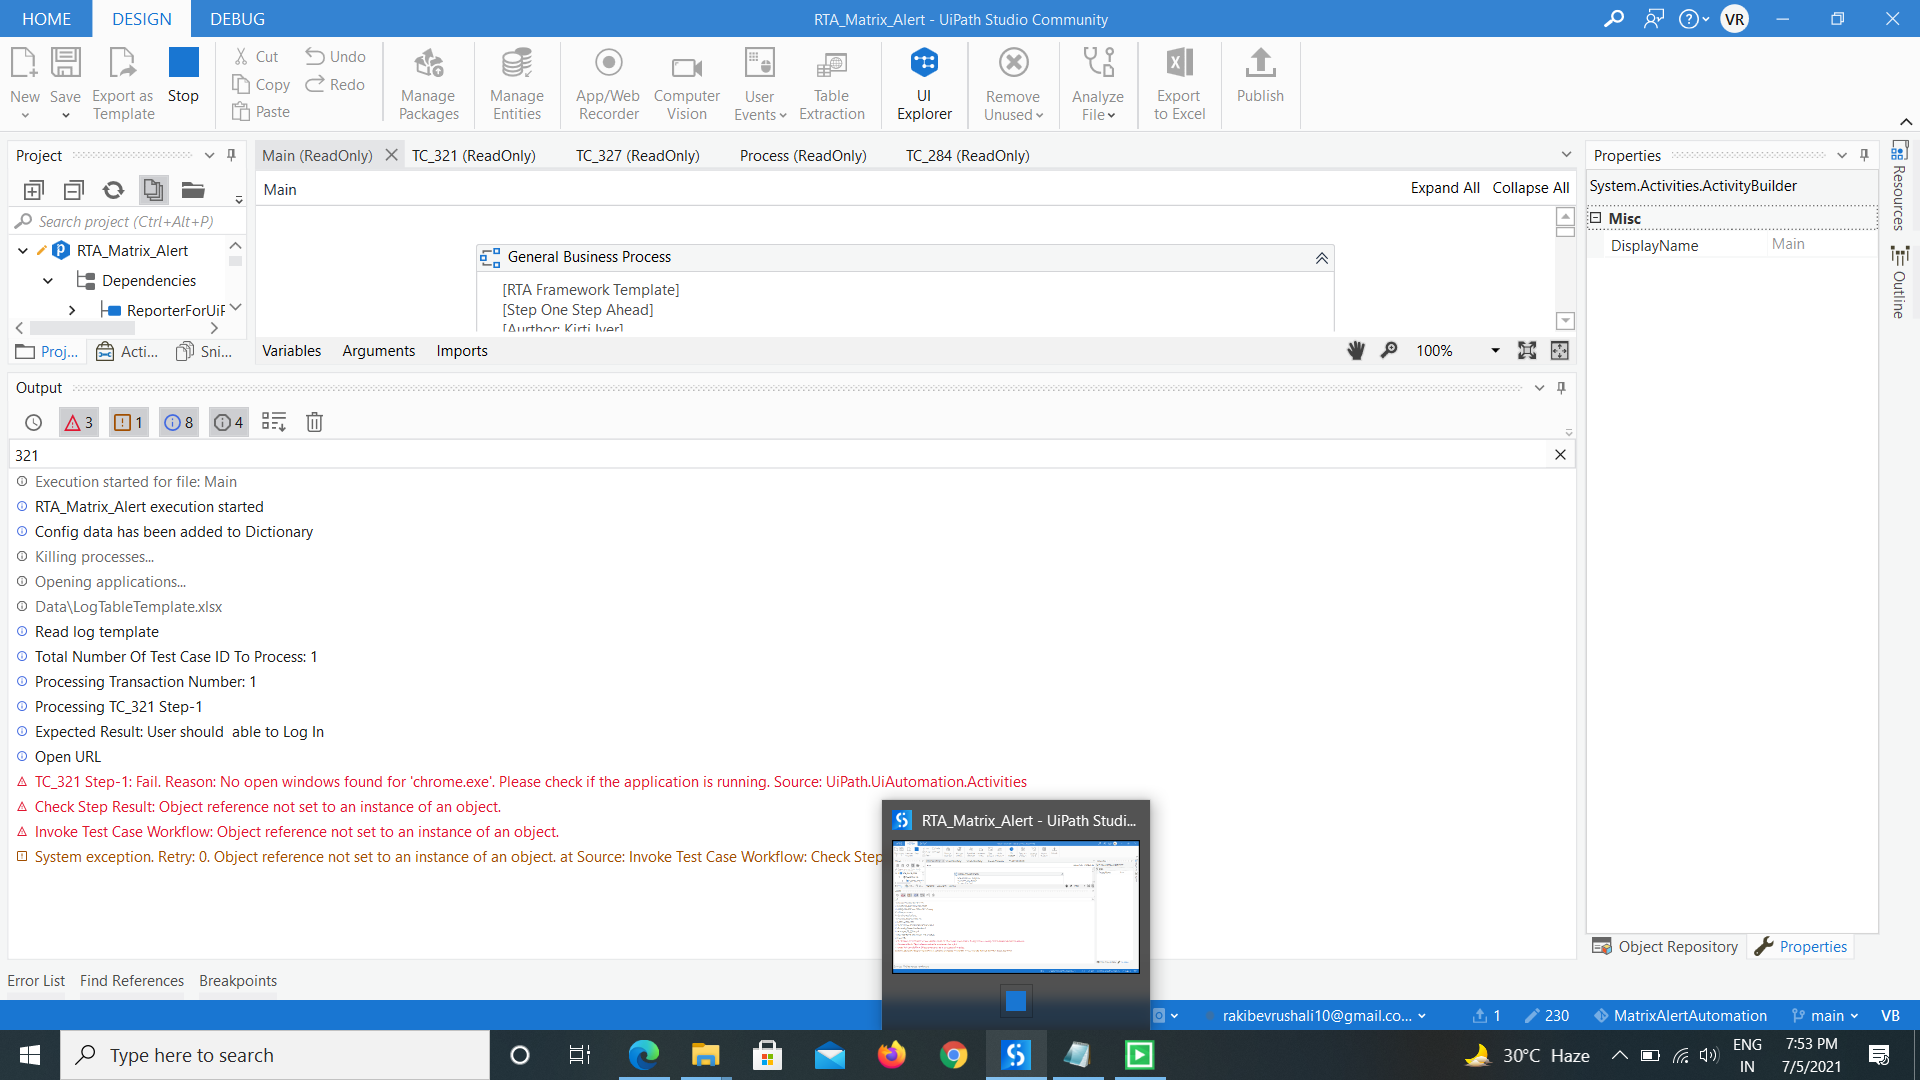 HOME
DESIGN
DEBUG
RTA_Matrix_Alert - UiPath Studio Community
VR
New
Save
Export as Template
Stop
Cut
Copy
Paste
Undo
Redo
Manage Packages
Manage Entities
App/Web Recorder
Computer Vision
User Events
Table Extraction
UI Explorer
Remove Unused
Analyze File
Export to Excel
Publish
Project
Search project (Ctrl+Alt+P)
RTA_Matrix_Alert
Dependencies
ReporterForUiP
Proj...
Acti...
Sni...
Main (ReadOnly)
TC_321 (ReadOnly)
TC_327 (ReadOnly)
Process (ReadOnly)
TC_284 (ReadOnly)
Main
Expand All
Collapse All
General Business Process
[RTA Framework Template]
[Step One Step Ahead]
[Aurthor: Kirti Iyer]
Variables
Arguments
Imports
100%
Properties
System.Activities.ActivityBuilder
Misc
DisplayName
Main
Resources
Outline
Output
3
1
8
4
321
Execution started for file: Main
RTA_Matrix_Alert execution started
Config data has been added to Dictionary
Killing processes...
Opening applications...
Data\LogTableTemplate.xlsx
Read log template
Total Number Of Test Case ID To Process: 1
Processing Transaction Number: 1
Processing TC_321 Step-1
Expected Result: User should  able to Log In
Open URL
TC_321 Step-1: Fail. Reason: No open windows found for 'chrome.exe'. Please check if the application is running. Source: UiPath.UiAutomation.Activities
Check Step Result: Object reference not set to an instance of an object.
Invoke Test Case Workflow: Object reference not set to an instance of an object.
System exception. Retry: 0. Object reference not set to an instance of an object. at Source: Invoke Test Case Workflow: Check Step
RTA_Matrix_Alert - UiPath Studi...
Object Repository
Properties
Error List
Find References
Breakpoints
rakibevrushali10@gmail.co...
1
230
MatrixAlertAutomation
main
VB
Type here to search
30°C Haze
ENG
IN
7:53 PM
7/5/2021